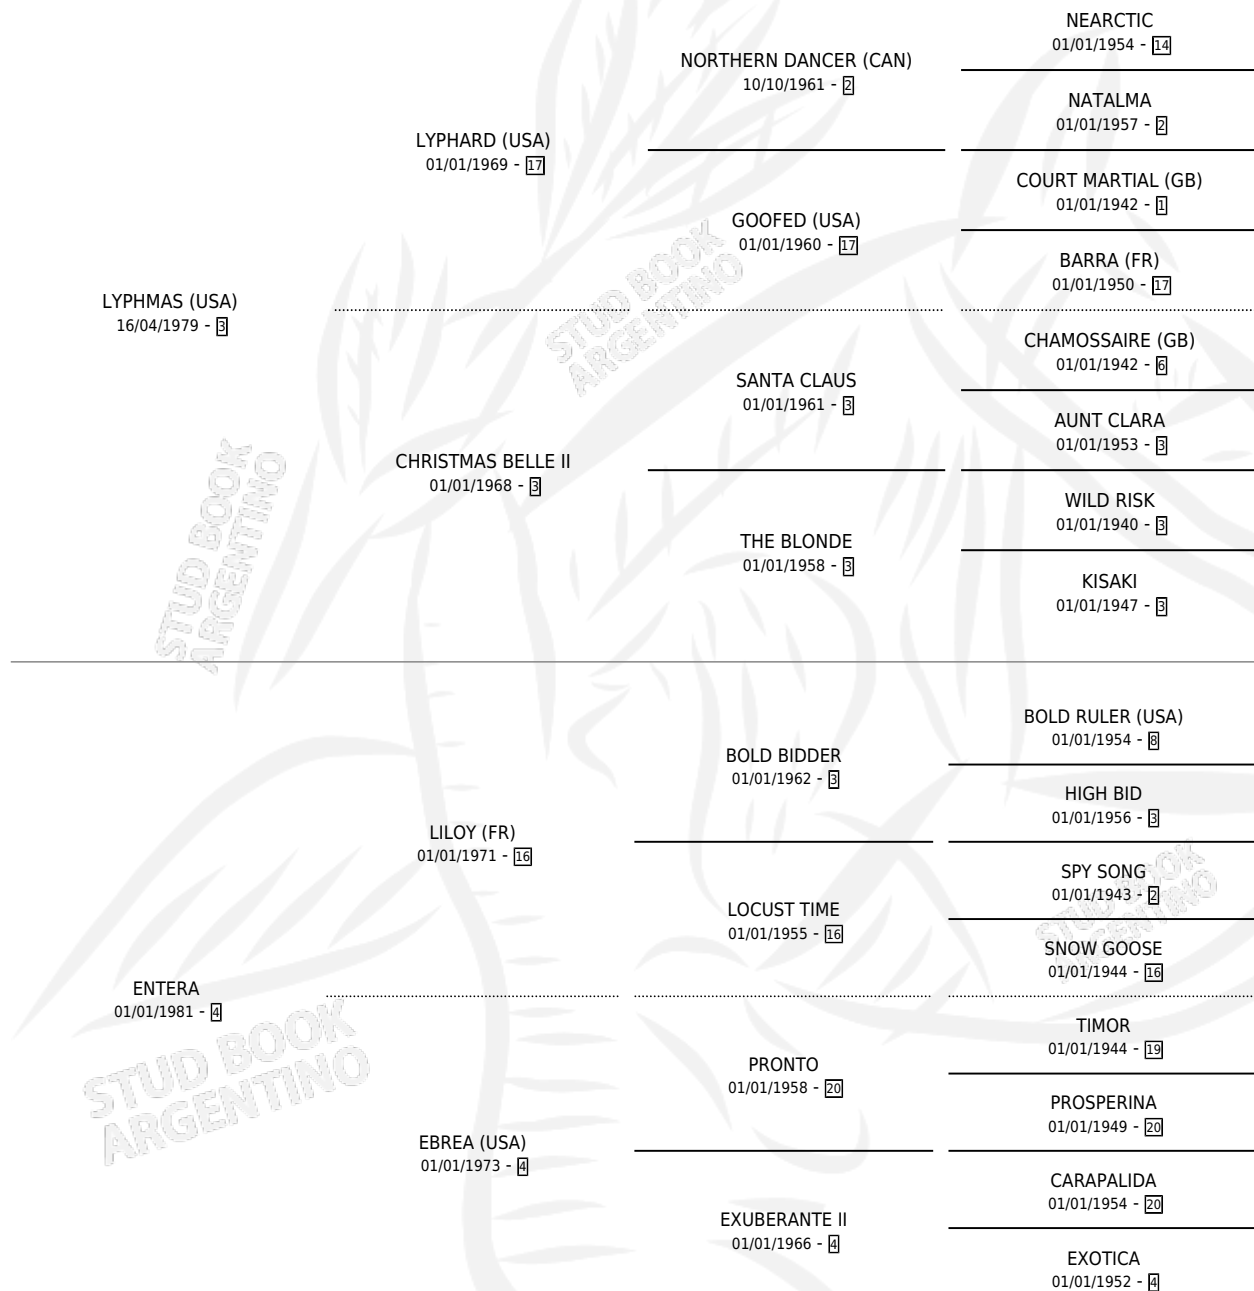 NEARCTIC
01/01/1954 - 14
NORTHERN DANCER (CAN)
10/10/1961 - 2
NATALMA
01/01/1957 - 2
LYPHARD (USA)
01/01/1969 - 17
COURT MARTIAL (GB)
01/01/1942 - 1
GOOFED (USA)
01/01/1960 - 17
BARRA (FR)
01/01/1950 - 17
LYPHMAS (USA)
16/04/1979 - 3
CHAMOSSAIRE (GB)
01/01/1942 - 6
SANTA CLAUS
01/01/1961 - 3
AUNT CLARA
01/01/1953 - 3
CHRISTMAS BELLE II
01/01/1968 - 3
WILD RISK
01/01/1940 - 3
THE BLONDE
01/01/1958 - 3
KISAKI
01/01/1947 - 3
BOLD RULER (USA)
01/01/1954 - 8
BOLD BIDDER
01/01/1962 - 3
HIGH BID
01/01/1956 - 3
LILOY (FR)
01/01/1971 - 16
SPY SONG
01/01/1943 - 2
LOCUST TIME
01/01/1955 - 16
SNOW GOOSE
01/01/1944 - 16
ENTERA
01/01/1981 - 4
TIMOR
01/01/1944 - 19
PRONTO
01/01/1958 - 20
PROSPERINA
01/01/1949 - 20
EBREA (USA)
01/01/1973 - 4
CARAPALIDA
01/01/1954 - 20
EXUBERANTE II
01/01/1966 - 4
EXOTICA
01/01/1952 - 4
STUD BOOK
ARGENTINO
STUD BOOK
ARGENTINO
STUD BOOK
ARGENTINO
STUD BOOK
ARGENTINO